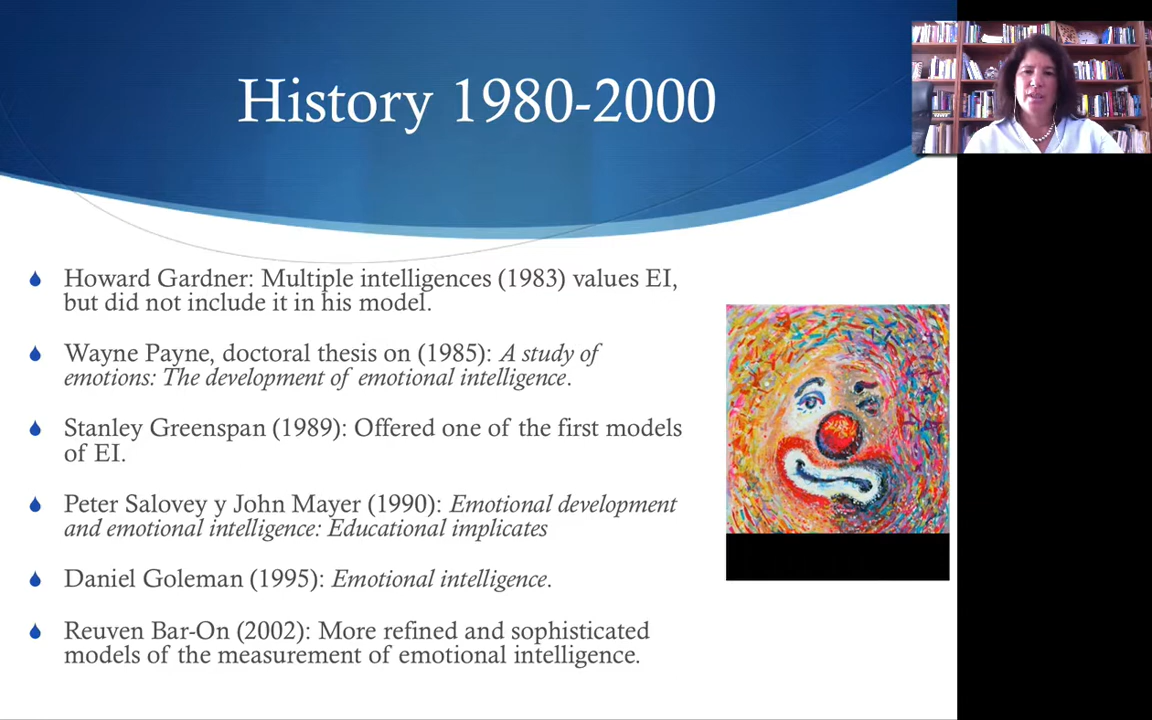 History 1980-2000
Howard Gardner: Multiple intelligences (1983) values EI,
but did not include it in his model.
Wayne Payne, doctoral thesis on (1985): A study of
emotions: The development of emotional intelligence.
Stanley Greenspan (1989): Offered one of the first models
of EI.
Peter Salovey y John Mayer (1990): Emotional development
and emotional intelligence: Educational implicates
Daniel Goleman (1995): Emotional intelligence.
Reuven Bar-On (2002): More refined and sophisticated
models of the measurement of emotional intelligence.